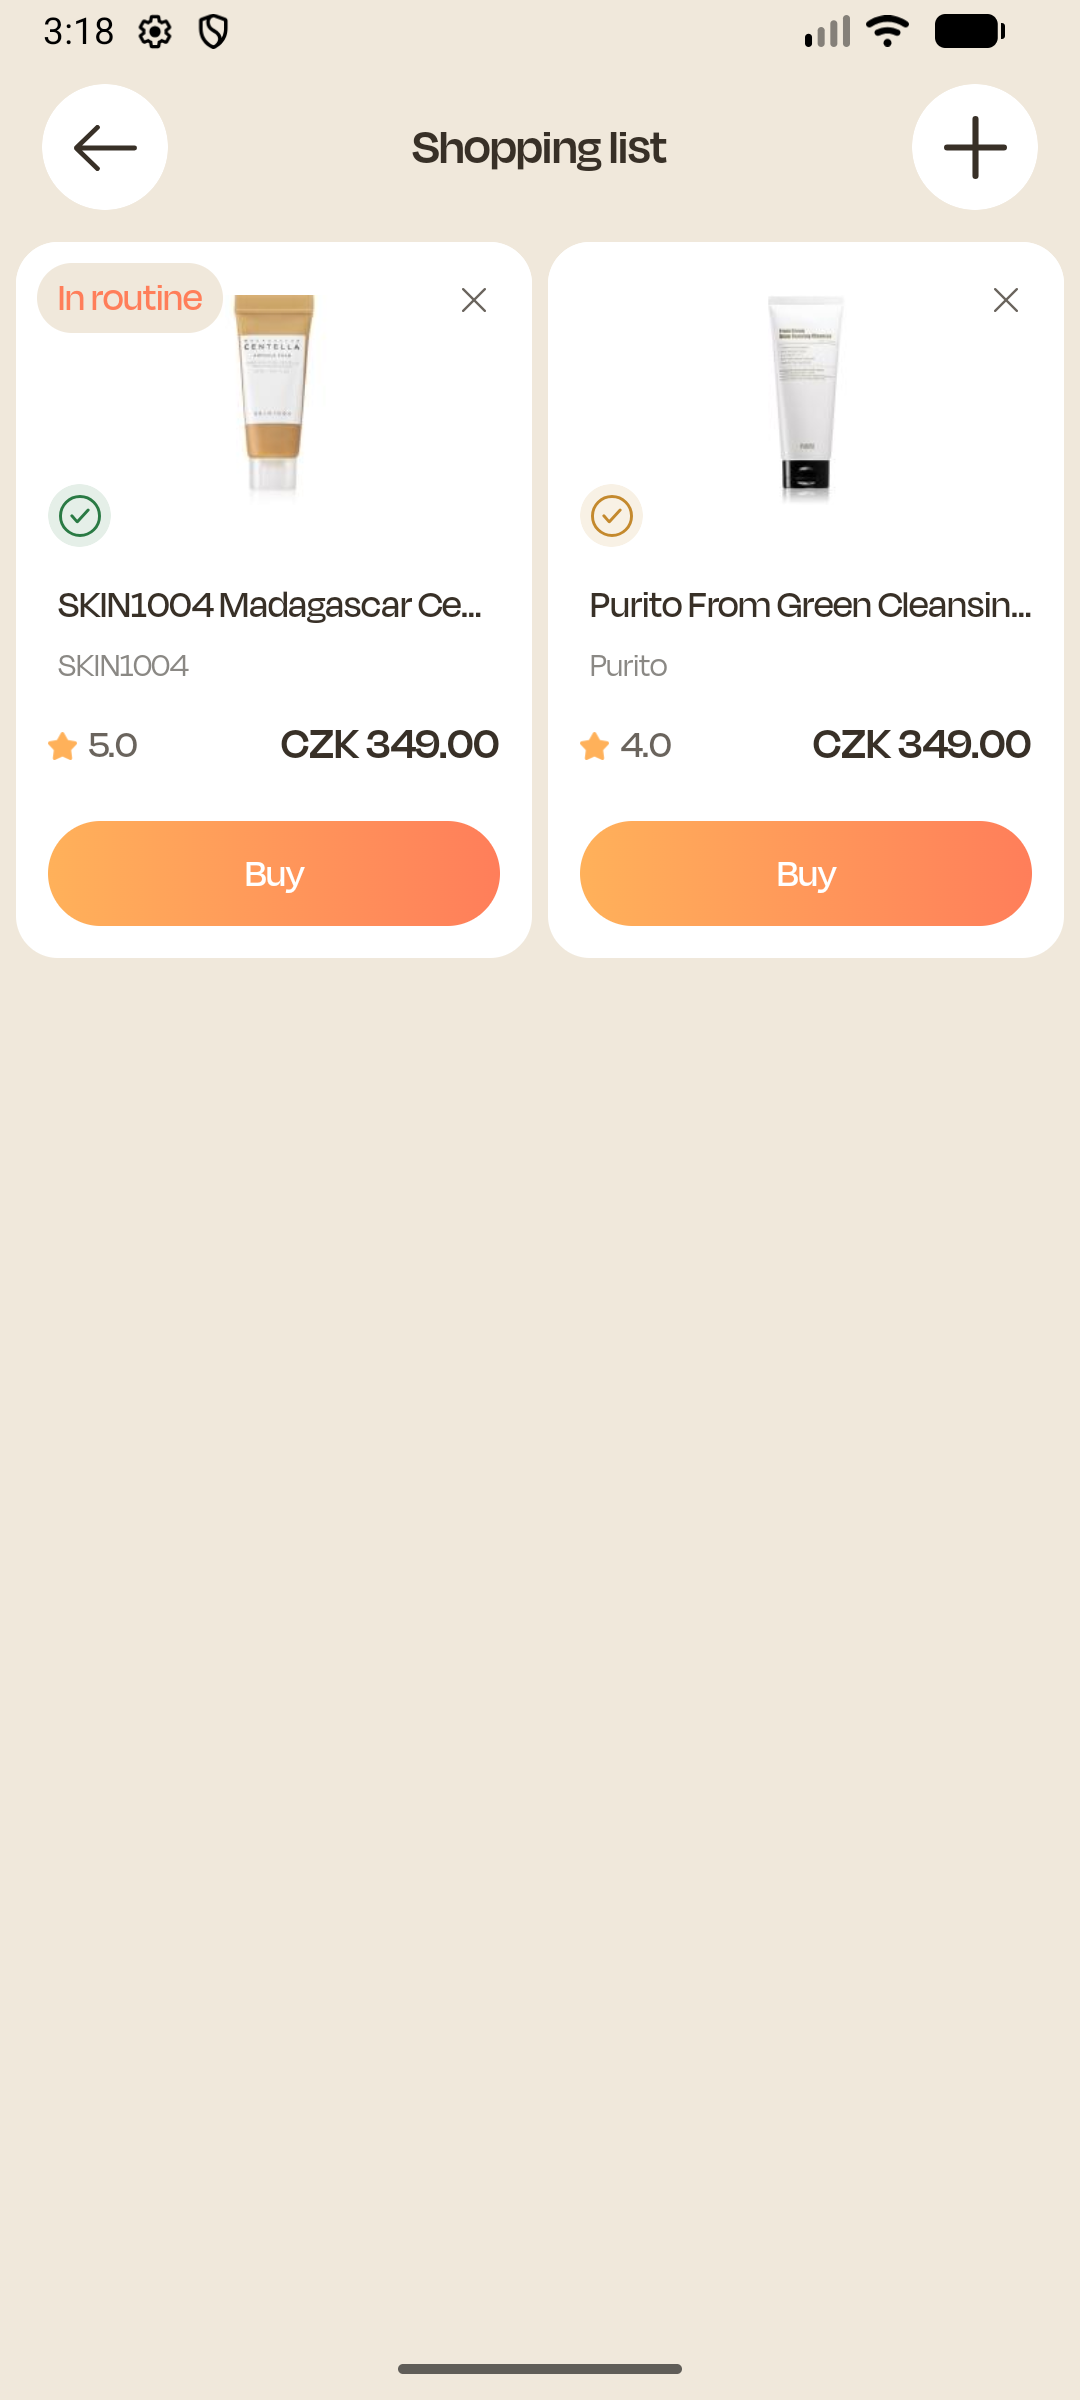 3:18
Shopping list
In routine
CENTELLA
SKIN1004 Madagascar Ce...
SKIN1004
5.0
CZK 349.00
Buy
Purito From Green Cleansin...
Purito
4.0
CZK 349.00
Buy